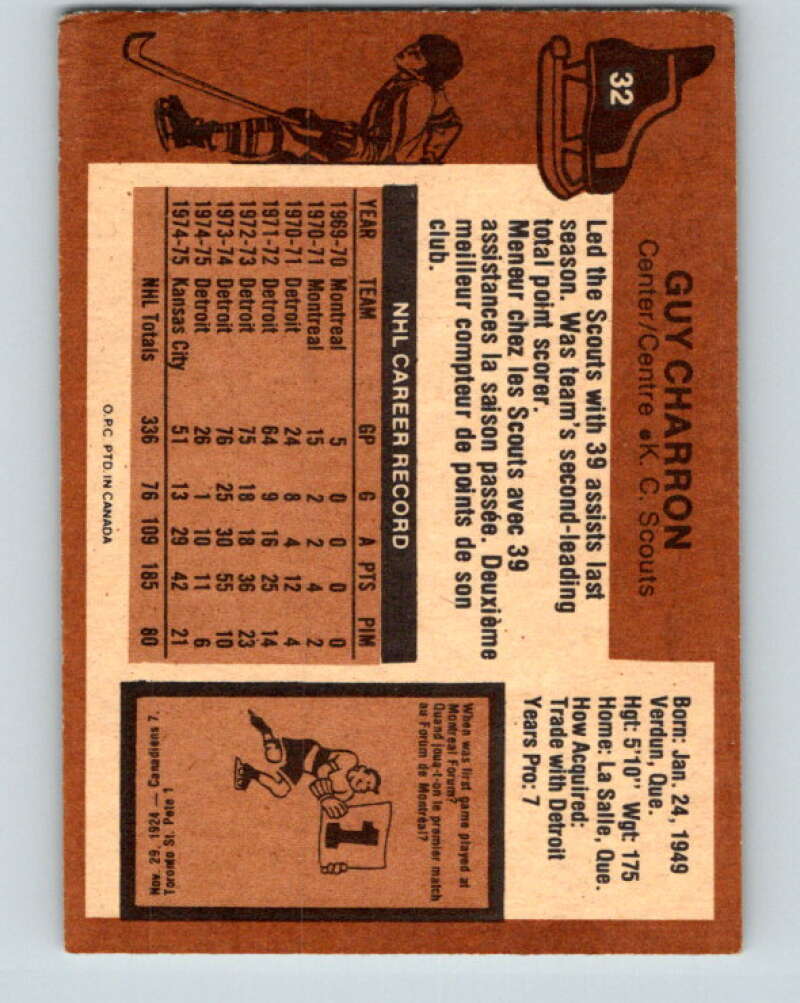 32
GUY CHARRON
Center/Centre • K. C. Scouts
Led the Scouts with 39 assists last
season. Was team's second-leading
total point scorer.
Meneur chez les Scouts avec 39
assistances la saison passée. Deuxième
meilleur compteur de points de son
club.
Born: Jan. 24, 1949
Verdun, Que.
Hgt: 5'10" Wgt: 175
Home: La Salle, Que.
How Acquired:
Trade with Detroit
Years Pro: 7
NHL CAREER RECORD
YEAR TEAM GP G A PTS PIM
1969-70 Montreal 5 0 0 0 0
1970-71 Montreal 15 2 2 4 2
1970-71 Detroit 24 8 4 12 4
1971-72 Detroit 64 9 16 25 14
1972-73 Detroit 75 18 18 36 23
1973-74 Detroit 76 25 30 55 10
1974-75 Detroit 26 1 10 11 6
1974-75 Kansas City 51 13 29 42 21
NHL Totals 336 76 109 185 80
When was first game played at
Montreal Forum?
Quand joua-t-on le premier match
au Forum de Montréal?
1
Nov. 29, 1924 — Canadiens 7,
Toronto St. Pats 1
O.P.C. PTD. IN CANADA